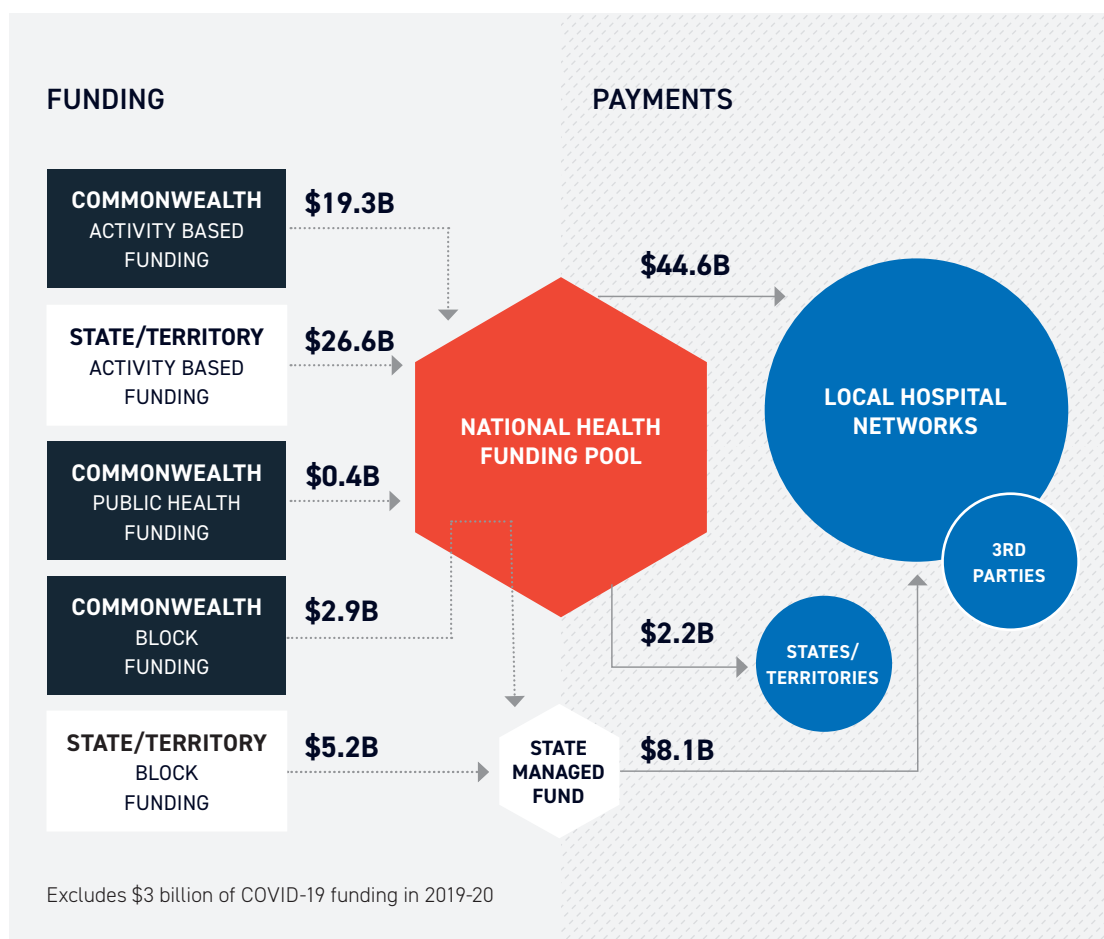 FUNDING
PAYMENTS
COMMONWEALTH
ACTIVITY BASED
FUNDING
$19.3B
STATE/TERRITORY
ACTIVITY BASED
FUNDING
$26.6B
COMMONWEALTH
PUBLIC HEALTH
FUNDING
$0.4B
COMMONWEALTH
BLOCK
FUNDING
$2.9B
STATE/TERRITORY
BLOCK
FUNDING
$5.2B
NATIONAL HEALTH
FUNDING POOL
STATE
MANAGED
FUND
$44.6B
LOCAL HOSPITAL
NETWORKS
3RD
PARTIES
$2.2B
STATES/
TERRITORIES
$8.1B
Excludes $3 billion of COVID-19 funding in 2019-20